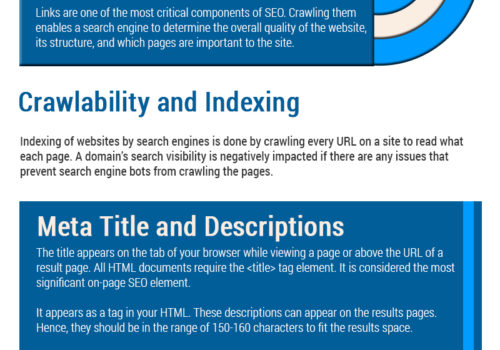 Links are one of the most critical components of SEO. Crawling them
enables a search engine to determine the overall quality of the website,
its structure, and which pages are important to the site.
Crawlability and Indexing
Indexing of websites by search engines is done by crawling every URL on a site to read what
each page. A domain's search visibility is negatively impacted if there are any issues that
prevent search engine bots from crawling the pages.
Meta Title and Descriptions
The title appears on the tab of your browser while viewing a page or above the URL of a
result page. All HTML documents require the <title> tag element. It is considered the most
significant on-page SEO element.
It appears as a tag in your HTML. These descriptions can appear on the results pages.
Hence, they should be in the range of 150-160 characters to fit the results space.